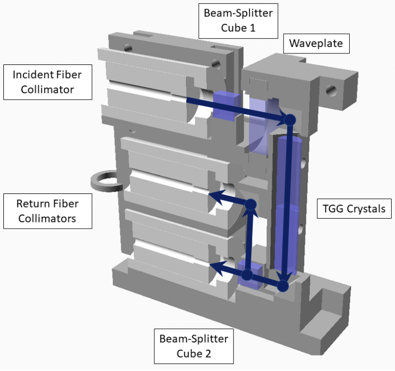 Beam-Splitter
Cube 1
Waveplate
Incident Fiber
Collimator
Return Fiber
Collimators
TGG Crystals
Beam-Splitter
Cube 2